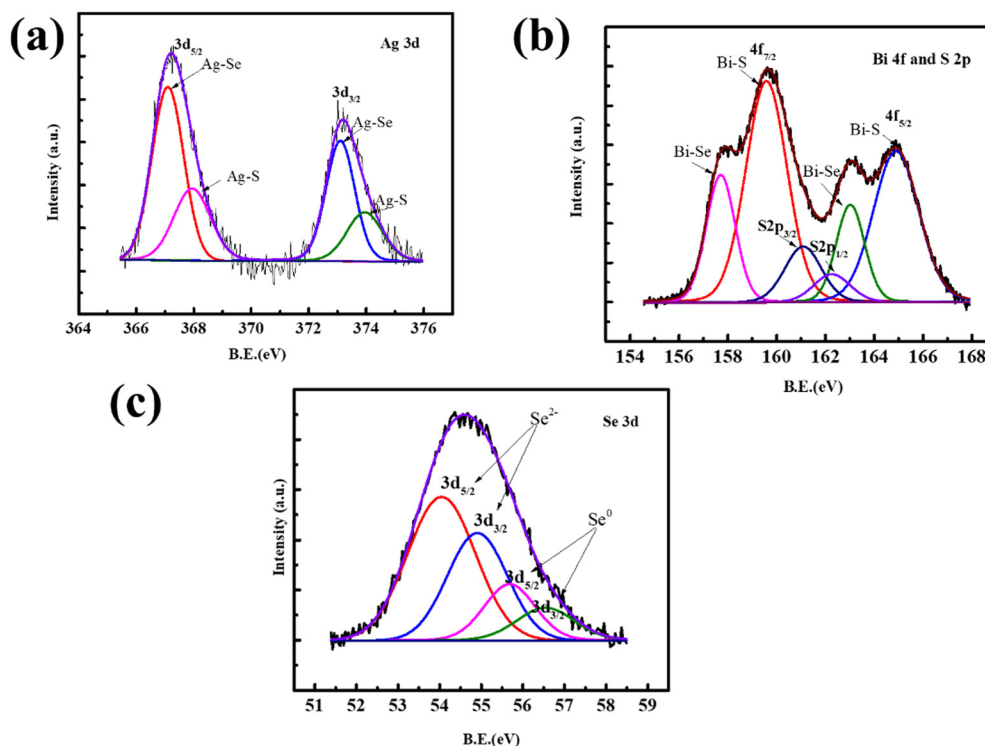 (a)
Ag 3d
3d5/2
Ag-Se
Ag-S
3d3/2
Ag-Se
Ag-S
Intensity (a.u.)
364 366 368 370 372 374 376
B.E.(eV)
(b)
Bi 4f and S 2p
4f7/2
Bi-S
Bi-Se
4f5/2
Bi-S
Bi-Se
S2p3/2
S2p1/2
Intensity (a.u.)
154 156 158 160 162 164 166 168
B.E.(eV)
(c)
Se 3d
Se2-
3d5/2
3d3/2
Se0
3d5/2
3d3/2
Intensity (a.u.)
51 52 53 54 55 56 57 58 59
B.E.(eV)